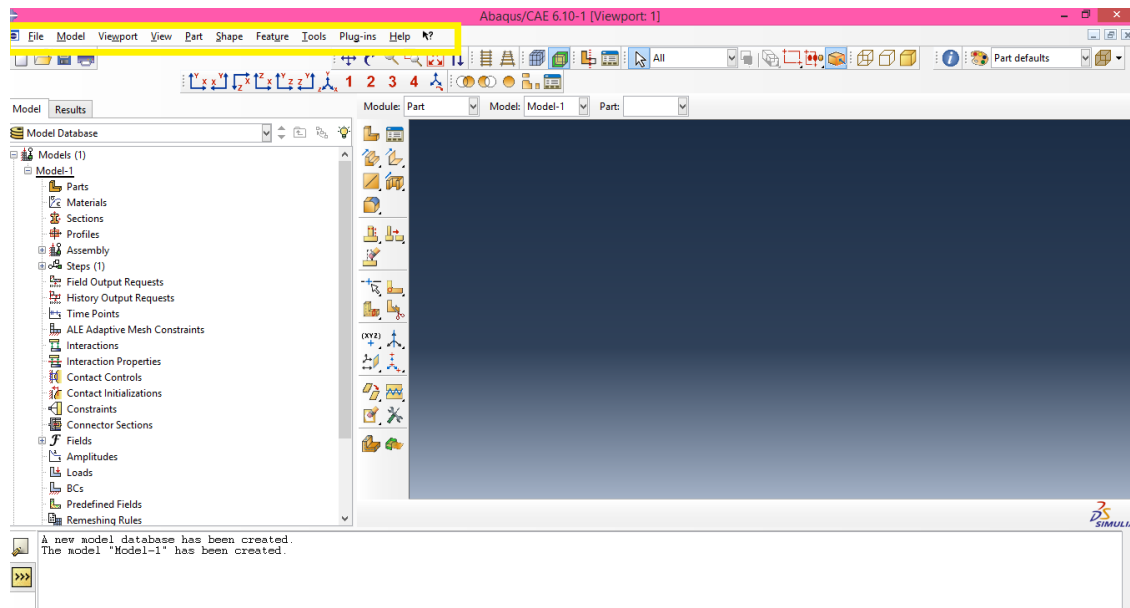 Abaqus/CAE 6.10-1 [Viewport: 1]
File Model Viewport View Part Shape Feature Tools Plug-ins Help
All
Part defaults
1 2 3 4
Model Results
Module: Part Model: Model-1 Part:
Model Database
Models (1)
Model-1
Parts
Materials
Sections
Profiles
Assembly
Steps (1)
Field Output Requests
History Output Requests
Time Points
ALE Adaptive Mesh Constraints
Interactions
Interaction Properties
Contact Controls
Contact Initializations
Constraints
Connector Sections
Fields
Amplitudes
Loads
BCs
Predefined Fields
Remeshing Rules
(XYZ)
A new model database has been created.
The model "Model-1" has been created.